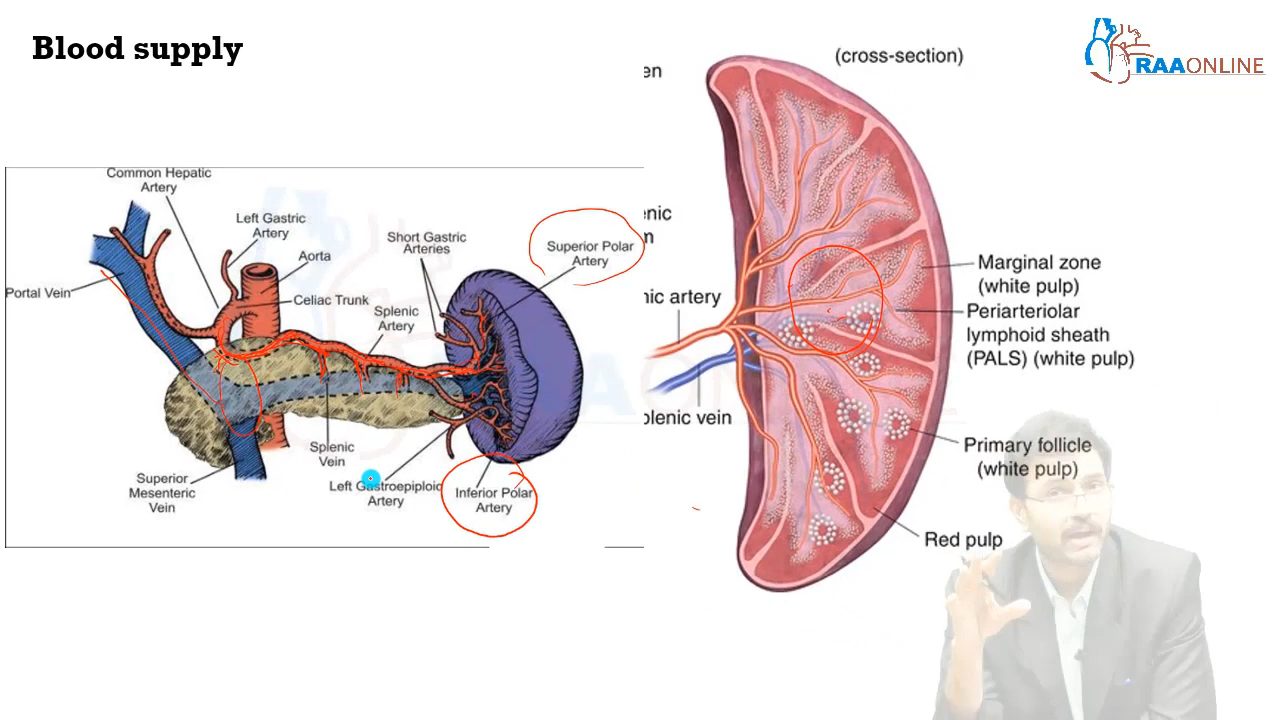 Blood supply
RAAONLINE
(cross-section)
en
Common Hepatic
Artery
Left Gastric
Artery
Aorta
Short Gastric
Arteries
Superior Polar
Artery
Portal Vein
Celiac Trunk
Splenic
Artery
enic
m
nic artery
Marginal zone
(white pulp)
Periarteriolar
lymphoid sheath
(PALS) (white pulp)
plenic vein
Splenic
Vein
Superior
Mesenteric
Vein
Left Gastroepiploic
Artery
Inferior Polar
Artery
Primary follicle
(white pulp)
Red pulp